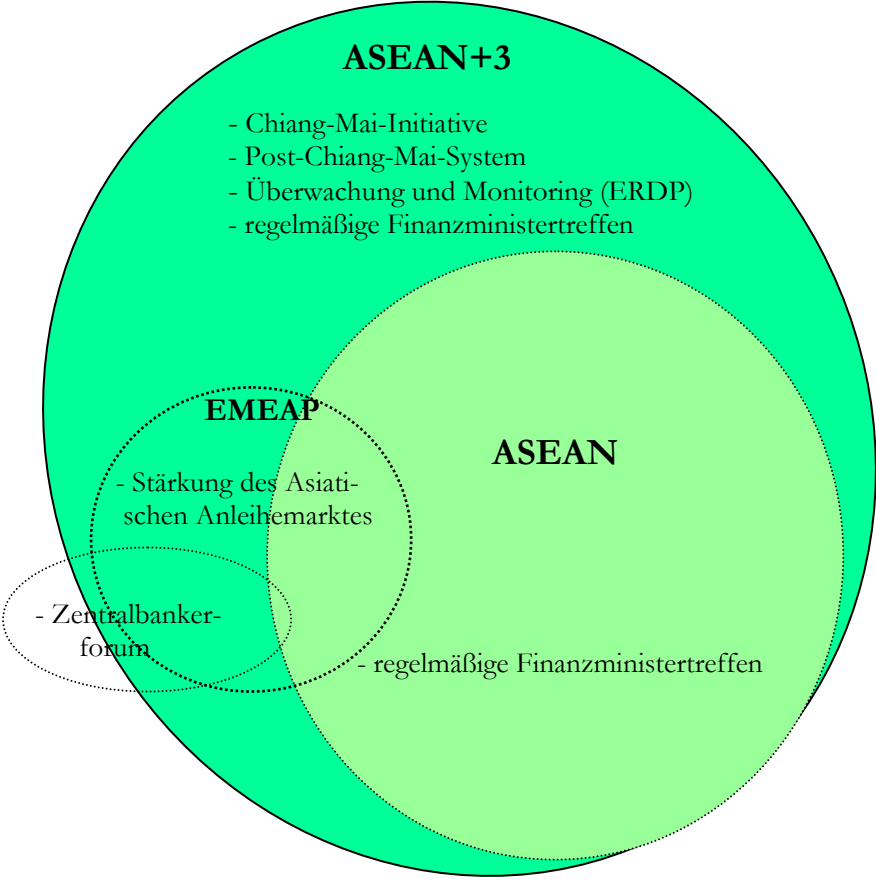 ASEAN+3
- Chiang-Mai-Initiative
- Post-Chiang-Mai-System
- Überwachung und Monitoring (ERDP)
- regelmäßige Finanzministertreffen
EMEAP
ASEAN
- Stärkung des Asiati-
schen Anleihemarktes
- Zentralbanker-
forum
- regelmäßige Finanzministertreffen